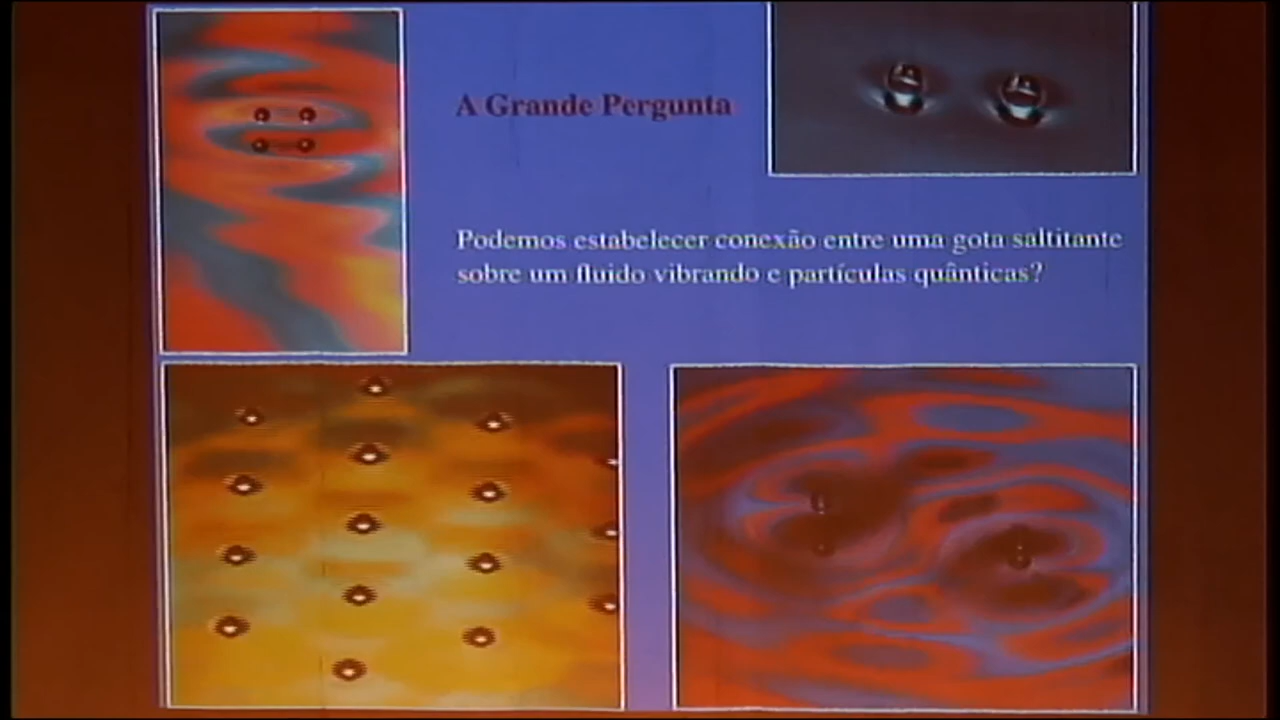 A Grande Pergunta
Podemos estabelecer conexão entre uma gota saltitante
sobre um fluido vibrando e partículas quânticas?